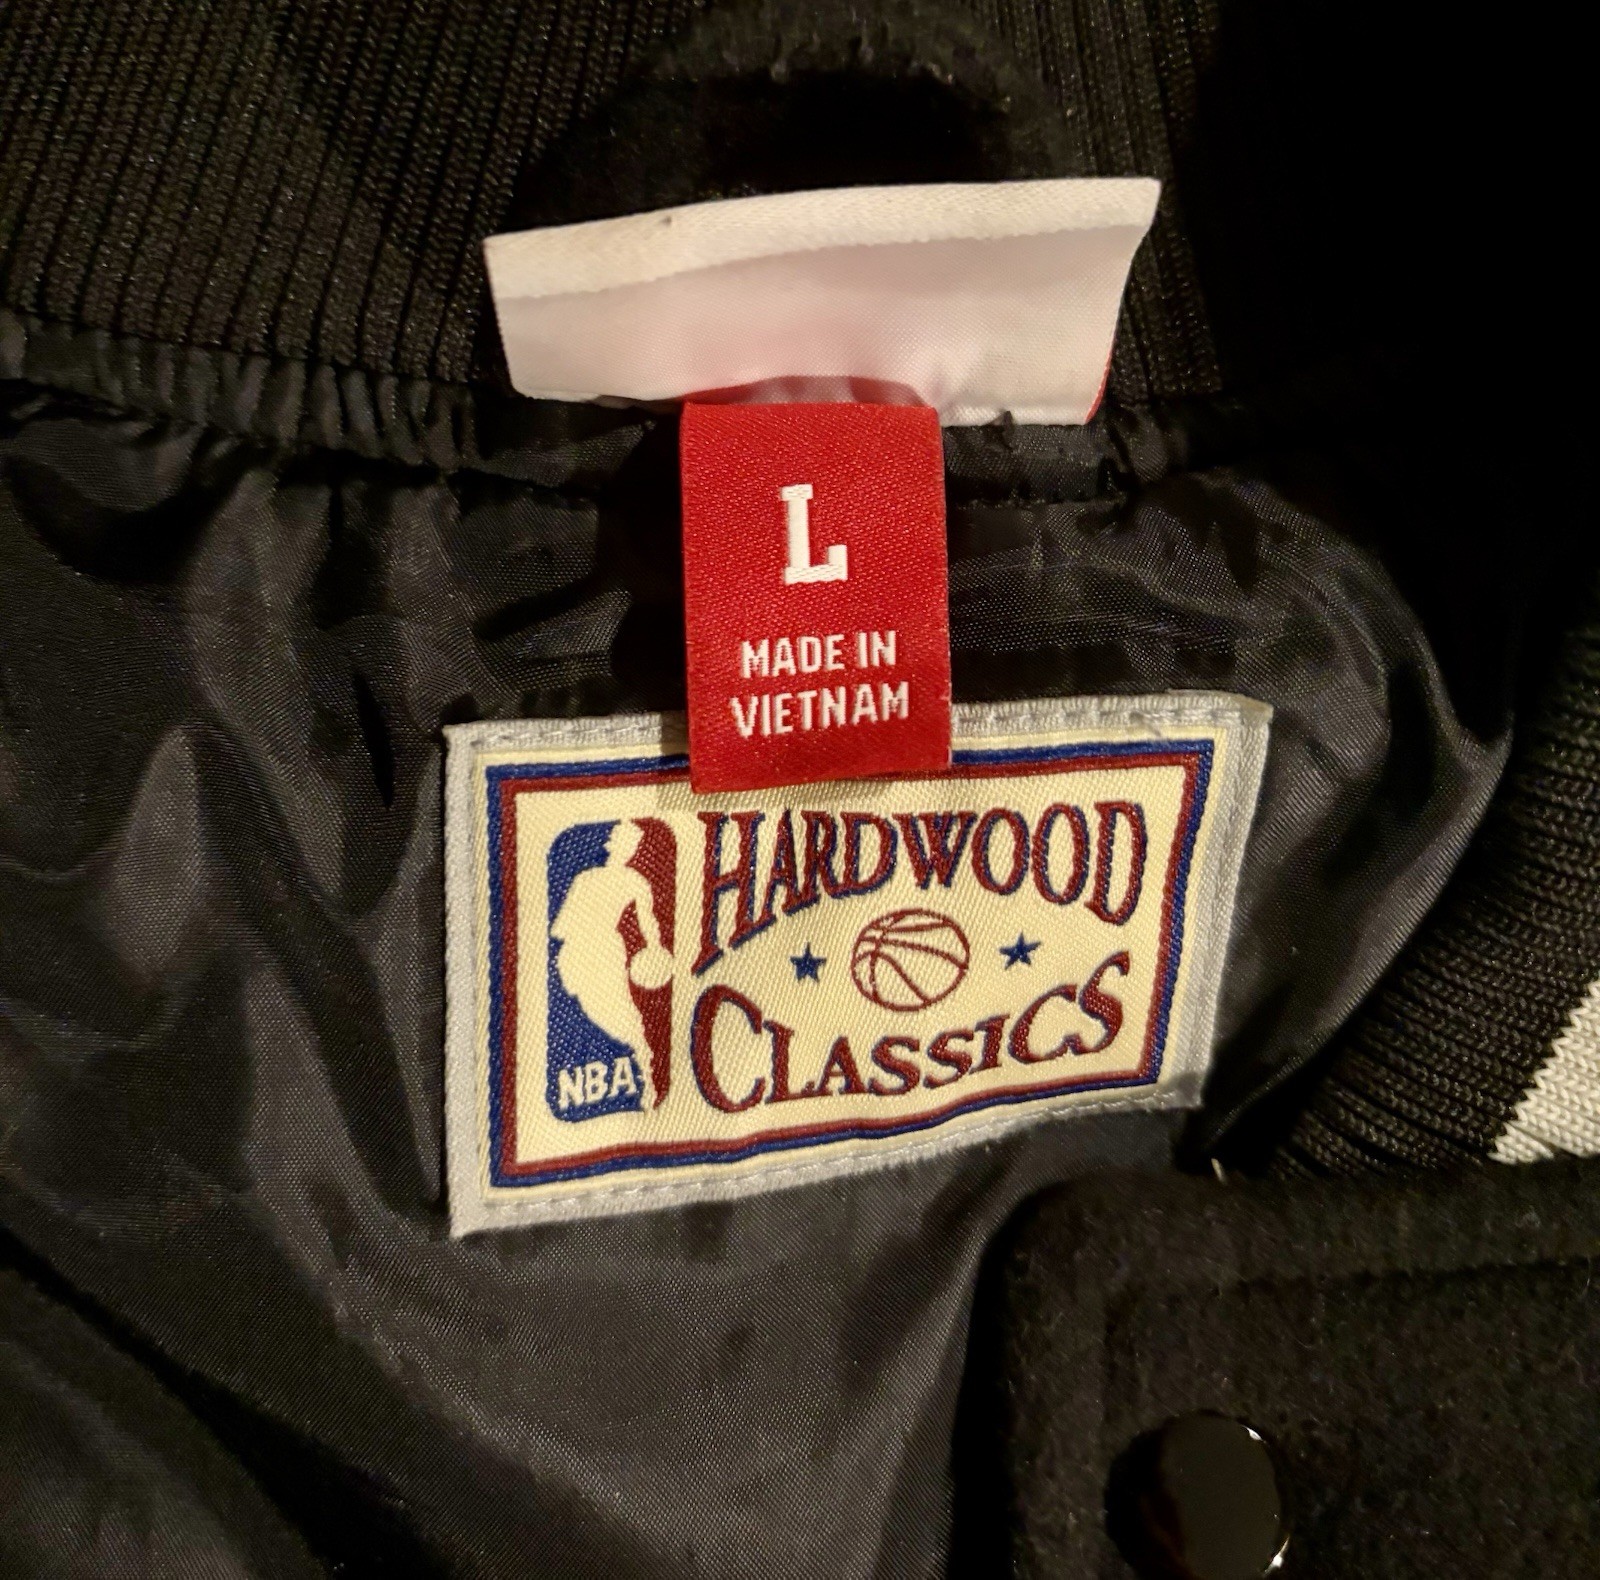 L
MADE IN
VIETNAM
HARDWOOD
CLASSICS
NBA